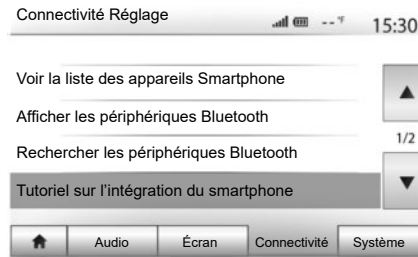 Connectivité Réglage
-- °F
15:30
Voir la liste des appareils Smartphone
Afficher les périphériques Bluetooth
1/2
Rechercher les périphériques Bluetooth
Tutoriel sur l'intégration du smartphone
Audio
Écran
Connectivité
Système